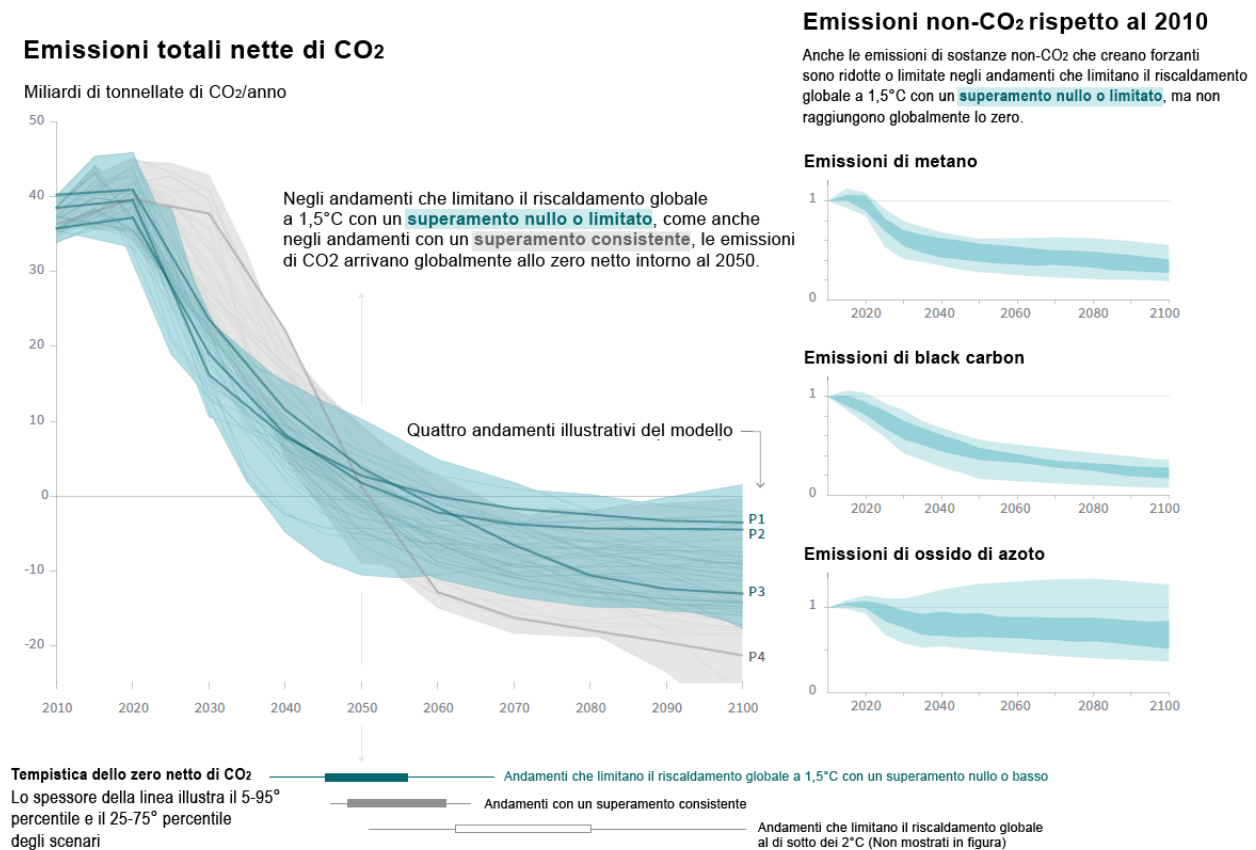 Emissioni totali nette di CO2
Miliardi di tonnellate di CO2/anno
50
40
30
20
10
0
-10
-20
2010 2020 2030 2040 2050 2060 2070 2080 2090 2100
Negli andamenti che limitano il riscaldamento globale
a 1,5°C con un superamento nullo o limitato, come anche
negli andamenti con un superamento consistente, le emissioni
di CO2 arrivano globalmente allo zero netto intorno al 2050.
Quattro andamenti illustrativi del modello
P1
P2
P3
P4
Emissioni non-CO2 rispetto al 2010
Anche le emissioni di sostanze non-CO2 che creano forzanti
sono ridotte o limitate negli andamenti che limitano il riscaldamento
globale a 1,5°C con un superamento nullo o limitato, ma non
raggiungono globalmente lo zero.
Emissioni di metano
1
0
2020 2040 2060 2080 2100
Emissioni di black carbon
1
0
2020 2040 2060 2080 2100
Emissioni di ossido di azoto
1
0
2020 2040 2060 2080 2100
Tempistica dello zero netto di CO2
Lo spessore della linea illustra il 5-95°
percentile e il 25-75° percentile
degli scenari
Andamenti che limitano il riscaldamento globale a 1,5°C con un superamento nullo o basso
Andamenti con un superamento consistente
Andamenti che limitano il riscaldamento globale
al di sotto dei 2°C (Non mostrati in figura)